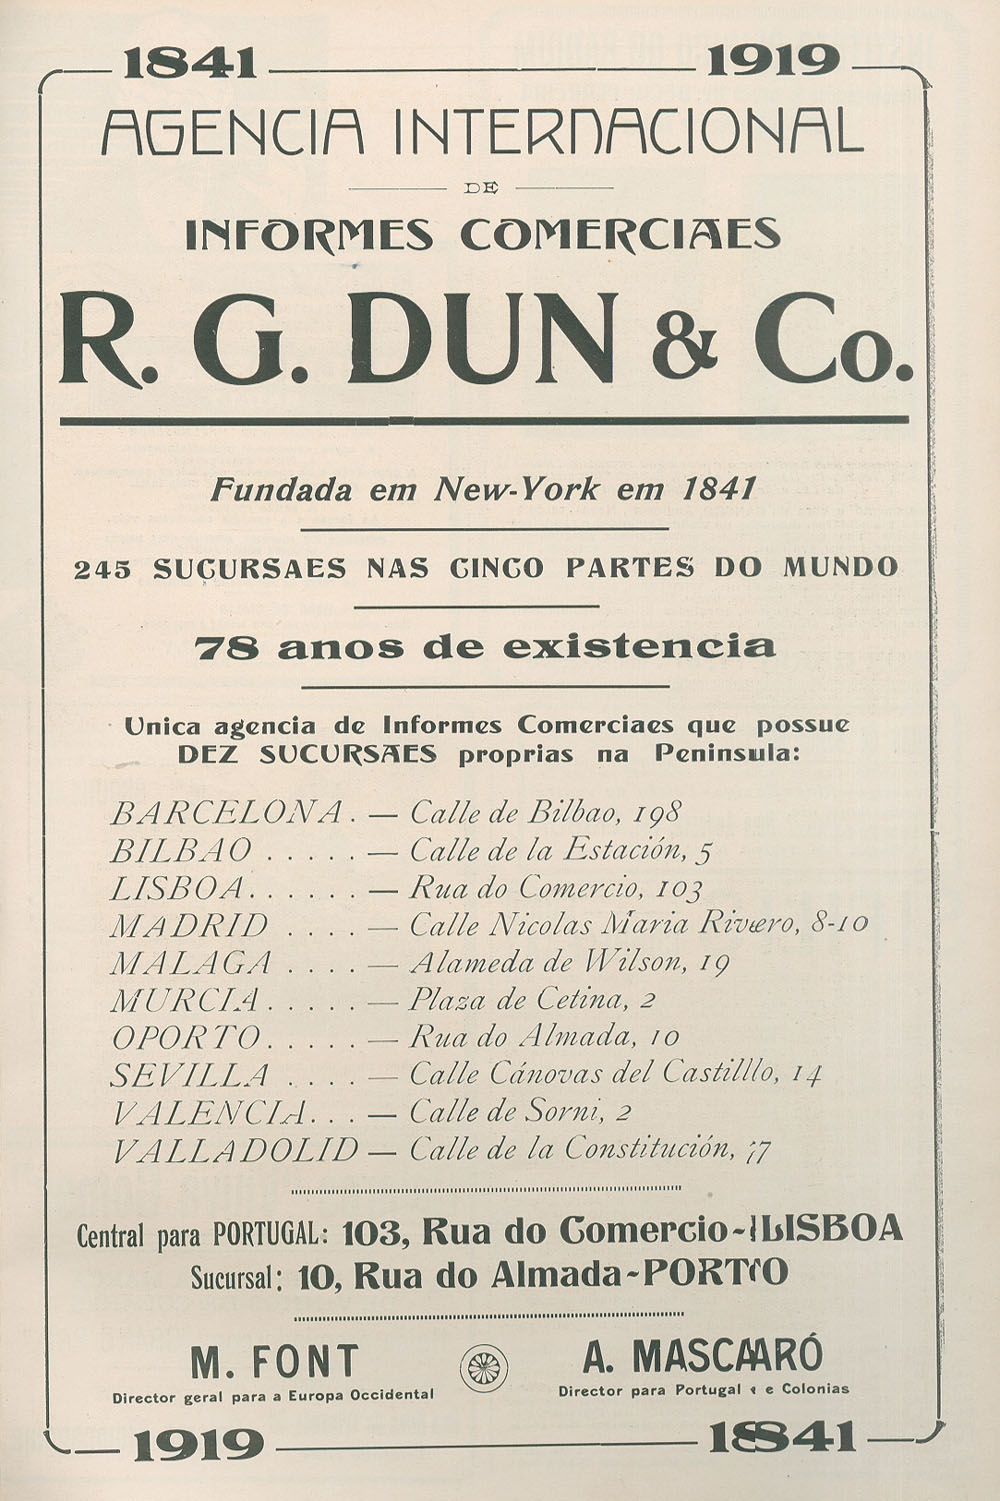 1841 1919
AGENCIA INTERNACIONAL
DE
INFORMES COMERCIAES
R. G. DUN & Co.
Fundada em New-York em 1841
245 SUCURSAES NAS CINCO PARTES DO MUNDO
78 anos de existencia
Unica agencia de Informes Comerciaes que possue
DEZ SUCURSAES proprias na Peninsula:
BARCELONA. — Calle de Bilbao, 198
BILBAO ..... — Calle de la Estación, 5
LISBOA...... — Rua do Comercio, 103
MADRID .... — Calle Nicolas Maria Rivero, 8-10
MALAGA .... — Alameda de Wilson, 19
MURCIA..... — Plaza de Cetina, 2
OPORTO..... — Rua do Almada, 10
SEVILLA .... — Calle Cánovas del Castilllo, 14
VALENCIA... — Calle de Sorni, 2
VALLADOLID — Calle de la Constitución,
Central para PORTUGAL: 103, Rua do Comercio-LISBOA
Sucursal: 10, Rua do Almada-PORTO
M. FONT A. MASCARÓ
Director geral para a Europa Occidental Director para Portugal e Colonias
1919 1841